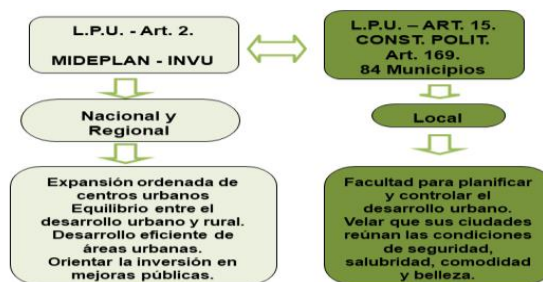 L.P.U. - Art. 2.
MIDEPLAN - INVU
L.P.U. – ART. 15.
CONST. POLIT.
Art. 169.
84 Municipios
Nacional y
Regional
Local
Expansión ordenada de
centros urbanos
Equilibrio entre el
desarrollo urbano y rural.
Desarrollo eficiente de
áreas urbanas.
Orientar la inversión en
mejoras públicas.
Facultad para planificar
y controlar el
desarrollo urbano.
Velar que sus ciudades
reúnan las condiciones
de seguridad,
salubridad, comodidad
y belleza.